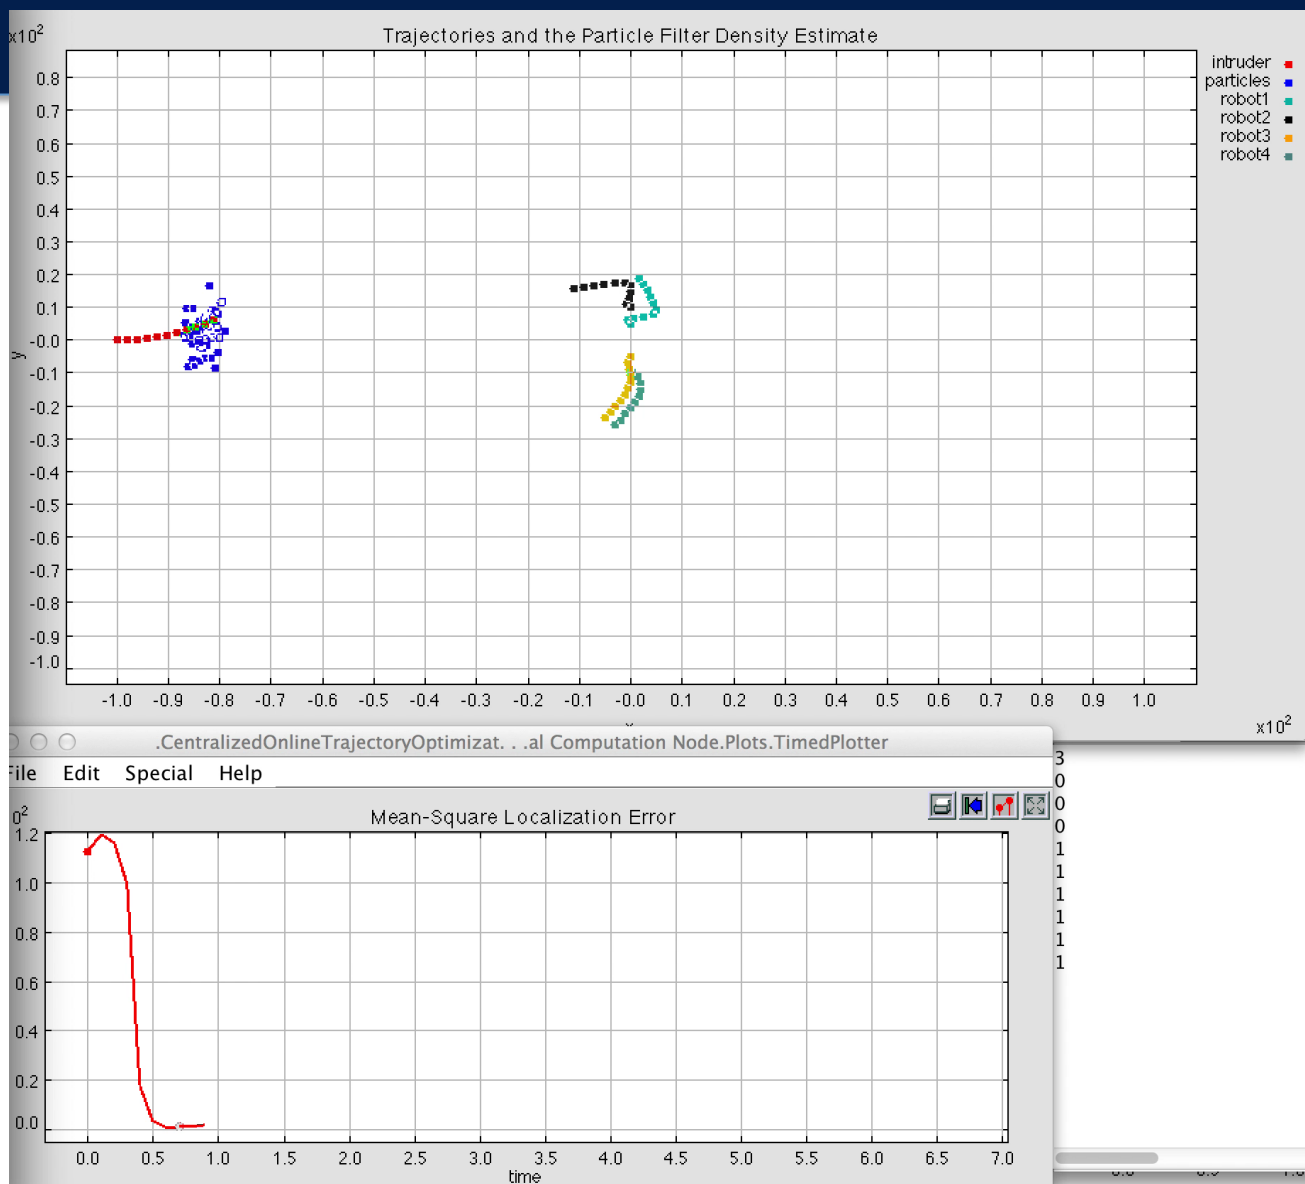 x10²
Trajectories and the Particle Filter Density Estimate
intruder
particles
robot1
robot2
robot3
robot4
0.8
0.7
0.6
0.5
0.4
0.3
0.2
0.1
-0.0
-0.1
-0.2
-0.3
-0.4
-0.5
-0.6
-0.7
-0.8
-0.9
-1.0
y
-1.0 -0.9 -0.8 -0.7 -0.6 -0.5 -0.4 -0.3 -0.2 -0.1 -0.0 0.1 0.2 0.3 0.4 0.5 0.6 0.7 0.8 0.9 1.0
x10²
.CentralizedOnlineTrajectoryOptimizat. . .al Computation Node.Plots.TimedPlotter
File Edit Special Help
0²
Mean-Square Localization Error
1.2
1.0
0.8
0.6
0.4
0.2
0.0
0.0 0.5 1.0 1.5 2.0 2.5 3.0 3.5 4.0 4.5 5.0 5.5 6.0 6.5 7.0
time
3
0
0
0
1
1
1
1
1
1